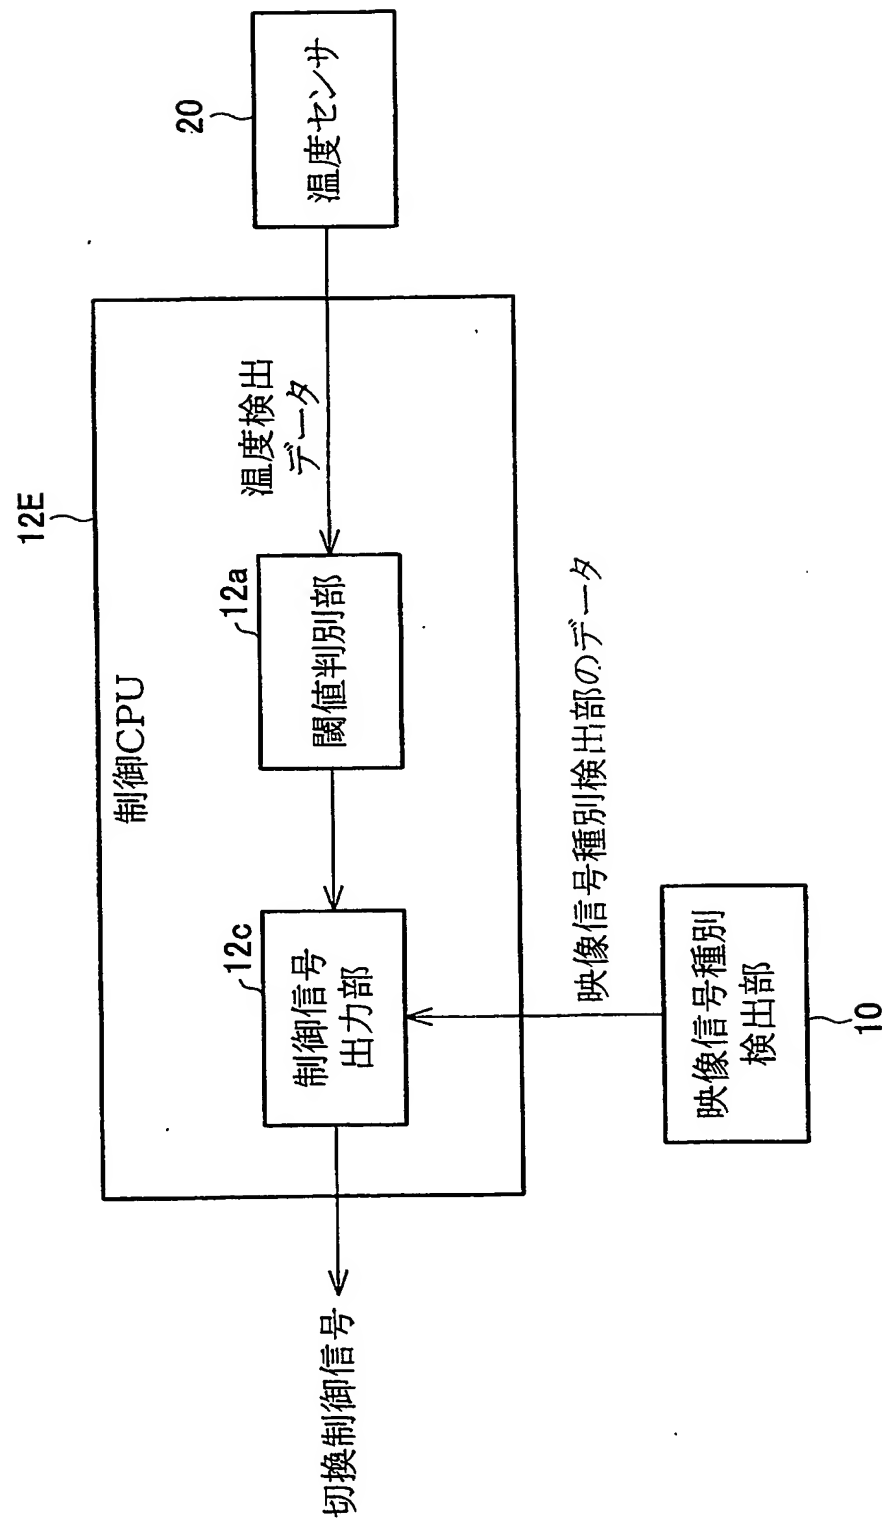 12E
制御CPU
20
温度センサ
温度検出
データ
12a
閾値判別部
12c
制御信号
出力部
切換制御信号
映像信号種別検出部のデータ
映像信号種別
検出部
10